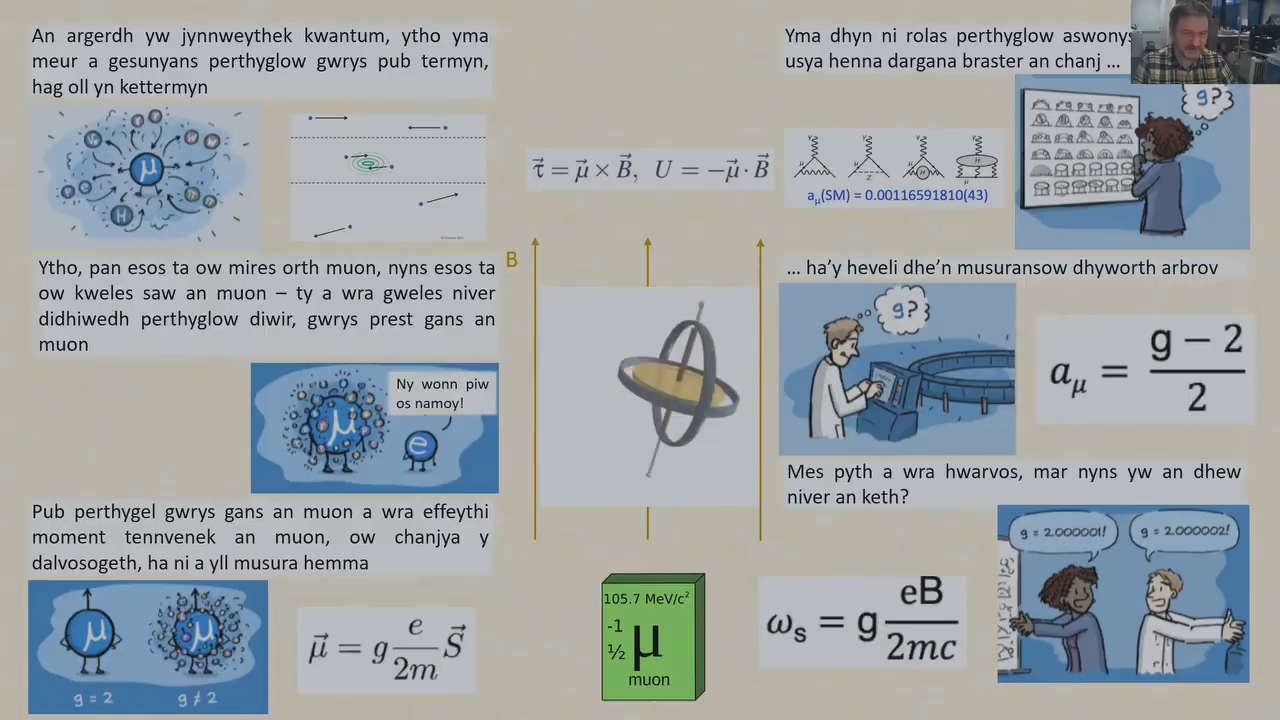 An argerdh yw jynnweythek kwantum, ytho yma
meur a gesunyans perthyglow gwrys pub termyn,
hag oll yn kettermyn
μ
H
Ytho, pan esos ta ow mires orth muon, nyns esos ta
ow kweles saw an muon – ty a wra gweles niver
didhiwedh perthyglow diwir, gwrys prest gans an
muon
μ
e
Ny wonn piw
os namoy!
Pub perthygel gwrys gans an muon a wra effeythi
moment tennvenek an muon, ow chanjya y
dalvosogeth, ha ni a yll musura hemma
μ
μ
g = 2
g ≠ 2
μ⃗ = g e/2m S⃗
τ⃗ = μ⃗ × B⃗, U = −μ⃗ · B⃗
B
105.7 MeV/c²
-1
½
μ
muon
Yma dhyn ni rolas perthyglow
usya henna dargana braster an chanj ...
aμ(SM) = 0.00116591810(43)
g?
... ha’y heveli dhe’n musuransow dhyworth arbrov
g?
aμ = g − 2 / 2
Mes pyth a wra hwarvos, mar nyns yw an dhew
niver an keth?
ωs = g eB/2mc
g = 2.000001!
g = 2.000002!